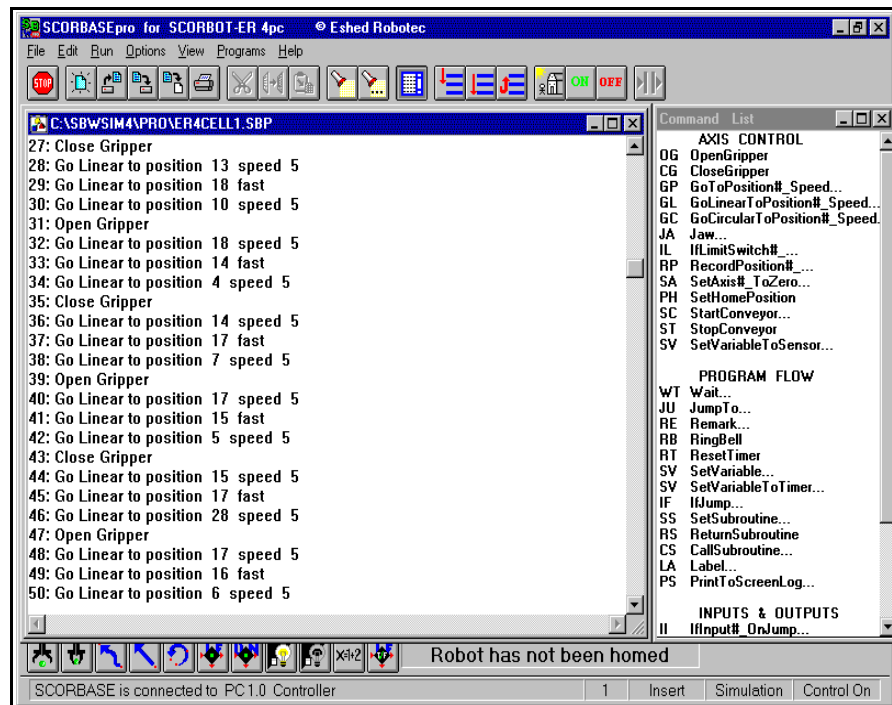 SCORBASEpro for SCORBOT-ER 4pc © Eshed Robotec
File Edit Run Options View Programs Help
STOP ON OFF
C:\SBWSIM4\PRO\ER4CELL1.SBP
27: Close Gripper
28: Go Linear to position 13 speed 5
29: Go Linear to position 18 fast
30: Go Linear to position 10 speed 5
31: Open Gripper
32: Go Linear to position 18 speed 5
33: Go Linear to position 14 fast
34: Go Linear to position 4 speed 5
35: Close Gripper
36: Go Linear to position 14 speed 5
37: Go Linear to position 17 fast
38: Go Linear to position 7 speed 5
39: Open Gripper
40: Go Linear to position 17 speed 5
41: Go Linear to position 15 fast
42: Go Linear to position 5 speed 5
43: Close Gripper
44: Go Linear to position 15 speed 5
45: Go Linear to position 17 fast
46: Go Linear to position 28 speed 5
47: Open Gripper
48: Go Linear to position 17 speed 5
49: Go Linear to position 16 fast
50: Go Linear to position 6 speed 5
Command List
AXIS CONTROL
OG OpenGripper
CG CloseGripper
GP GoToPosition#_Speed...
GL GoLinearToPosition#_Speed...
GC GoCircularToPosition#_Speed.
JA Jaw...
IL IfLimitSwitch#_...
RP RecordPosition#_...
SA SetAxis#_ToZero...
PH SetHomePosition
SC StartConveyor...
ST StopConveyor
SV SetVariableToSensor...
PROGRAM FLOW
WT Wait...
JU JumpTo...
RE Remark...
RB RingBell
RT ResetTimer
SV SetVariable...
SV SetVariableToTimer...
IF IfJump...
SS SetSubroutine...
RS ReturnSubroutine
CS CallSubroutine...
LA Label...
PS PrintToScreenLog...
INPUTS & OUTPUTS
II IfInput#_OnJump...
X=1+2
Robot has not been homed
SCORBASE is connected to PC1.0 Controller 1 Insert Simulation Control On